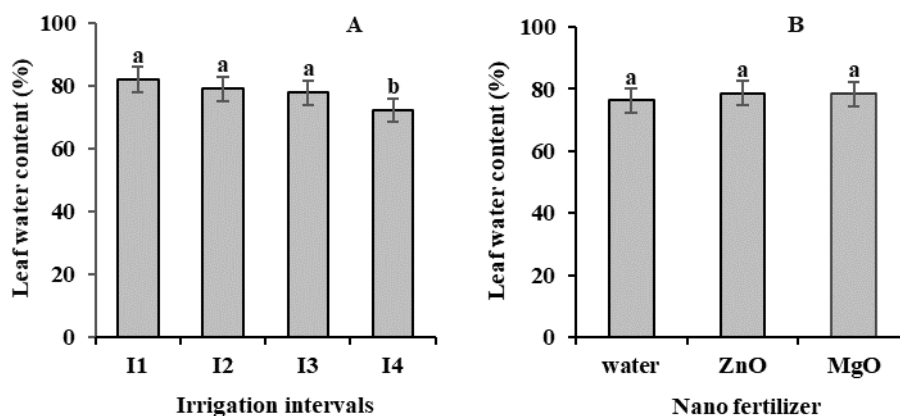 A
Leaf water content (%)
100
80
60
40
20
0
a
a
a
b
I1
I2
I3
I4
Irrigation intervals
B
Leaf water content (%)
100
80
60
40
20
0
a
a
a
water
ZnO
MgO
Nano fertilizer